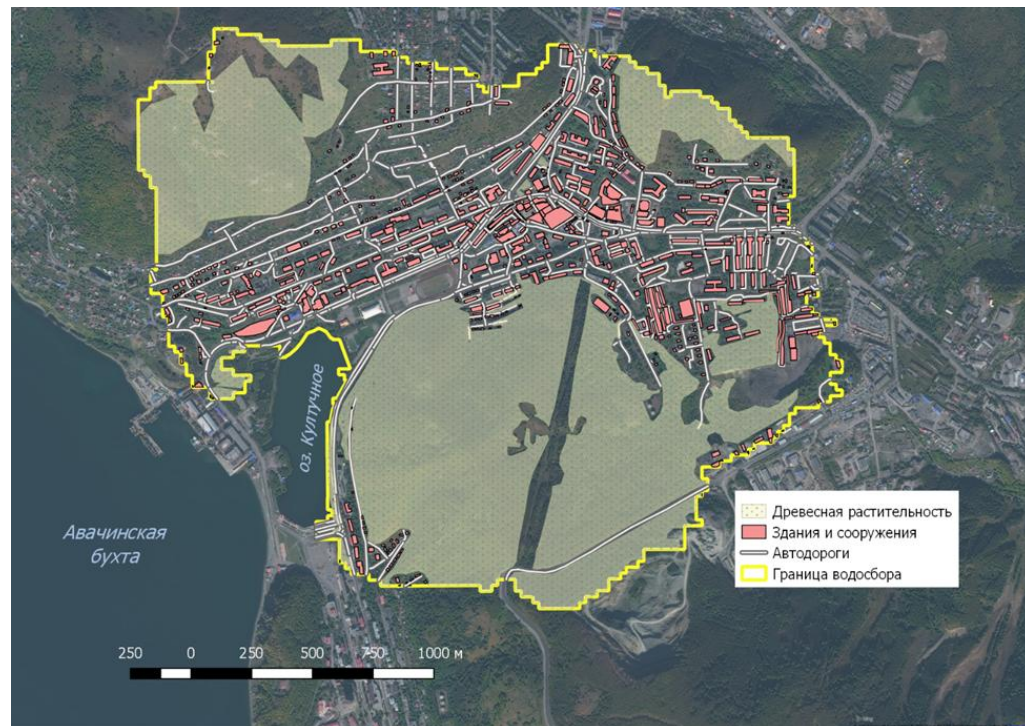 оз. Култучное
Авачинская
бухта
Древесная растительность
Здания и сооружения
Автодороги
Граница водосбора
250 0 250 500 750 1000 м